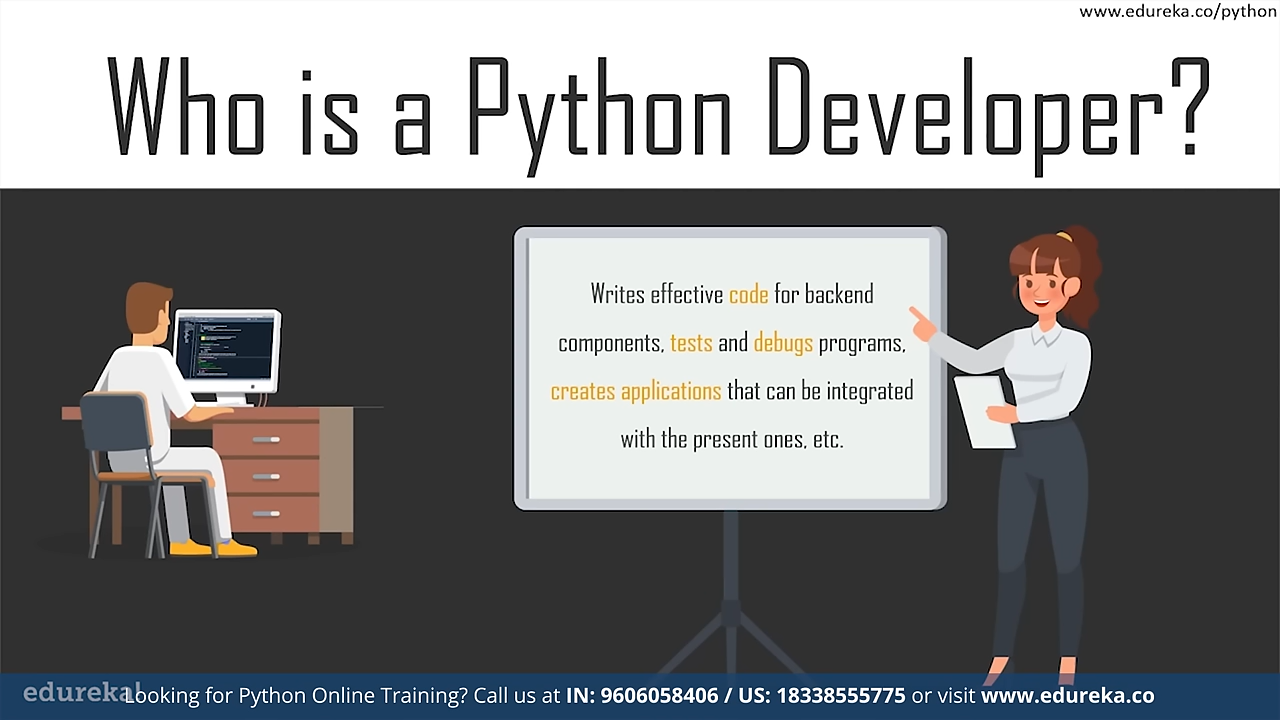 www.edureka.co/python
Who is a Python Developer?
Writes effective code for backend
components, tests and debugs programs,
creates applications that can be integrated
with the present ones, etc.
edureka! Looking for Python Online Training? Call us at IN: 9606058406 / US: 18338555775 or visit www.edureka.co